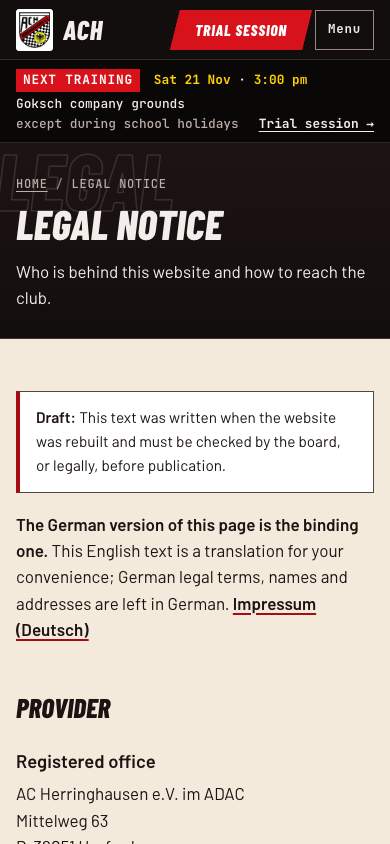 ACH
ACH
TRIAL SESSION
Menu
NEXT TRAINING Sat 21 Nov · 3:00 pm
Goksch company grounds
except during school holidays Trial session →
LEGAL
HOME / LEGAL NOTICE
LEGAL NOTICE
Who is behind this website and how to reach the
club.
Draft: This text was written when the website
was rebuilt and must be checked by the board,
or legally, before publication.
The German version of this page is the binding
one. This English text is a translation for your
convenience; German legal terms, names and
addresses are left in German. Impressum
(Deutsch)
PROVIDER
Registered office
AC Herringhausen e.V. im ADAC
Mittelweg 63